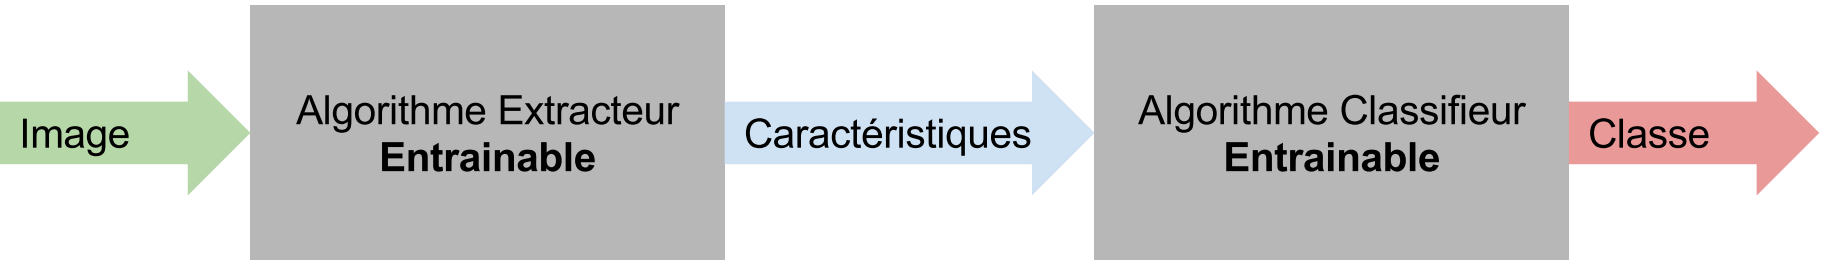 Image
Algorithme Extracteur
Entrainable
Caractéristiques
Algorithme Classifieur
Entrainable
Classe